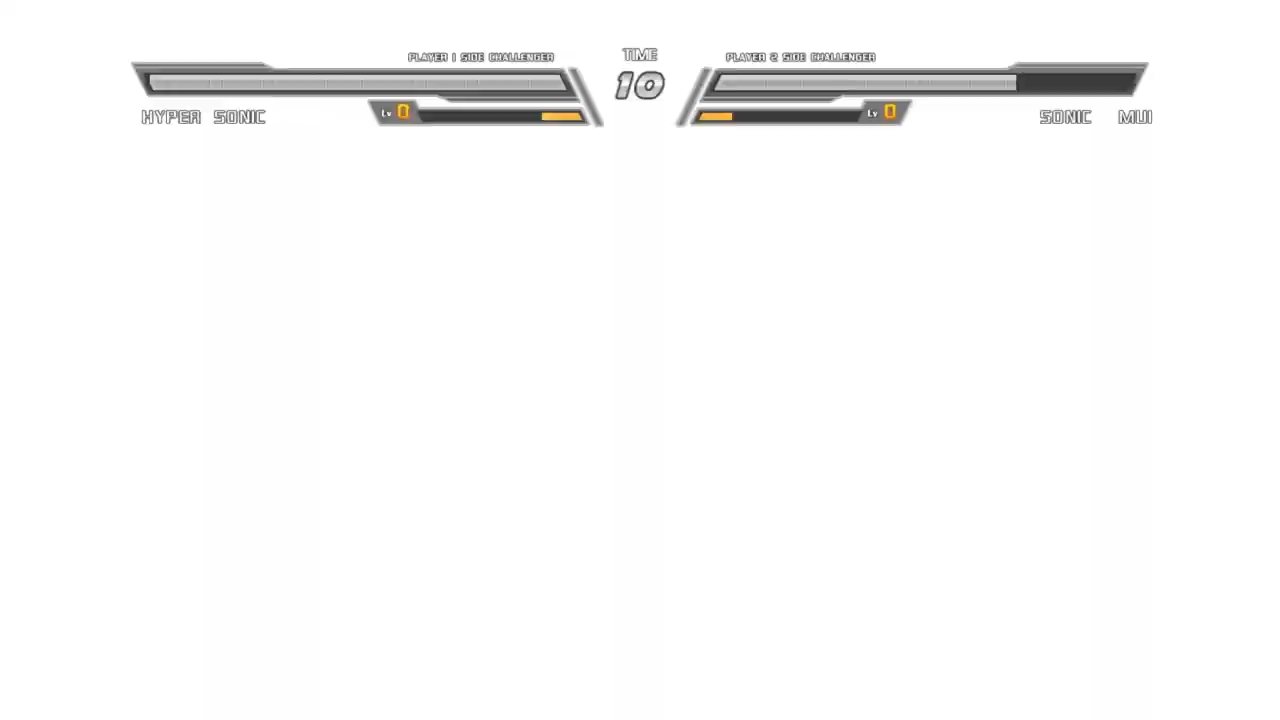 PLAYER 1 SIDE CHALLENGER
TIME
PLAYER 2 SIDE CHALLENGER
10
HYPER SONIC
Lv 0
Lv 0
SONIC MUI